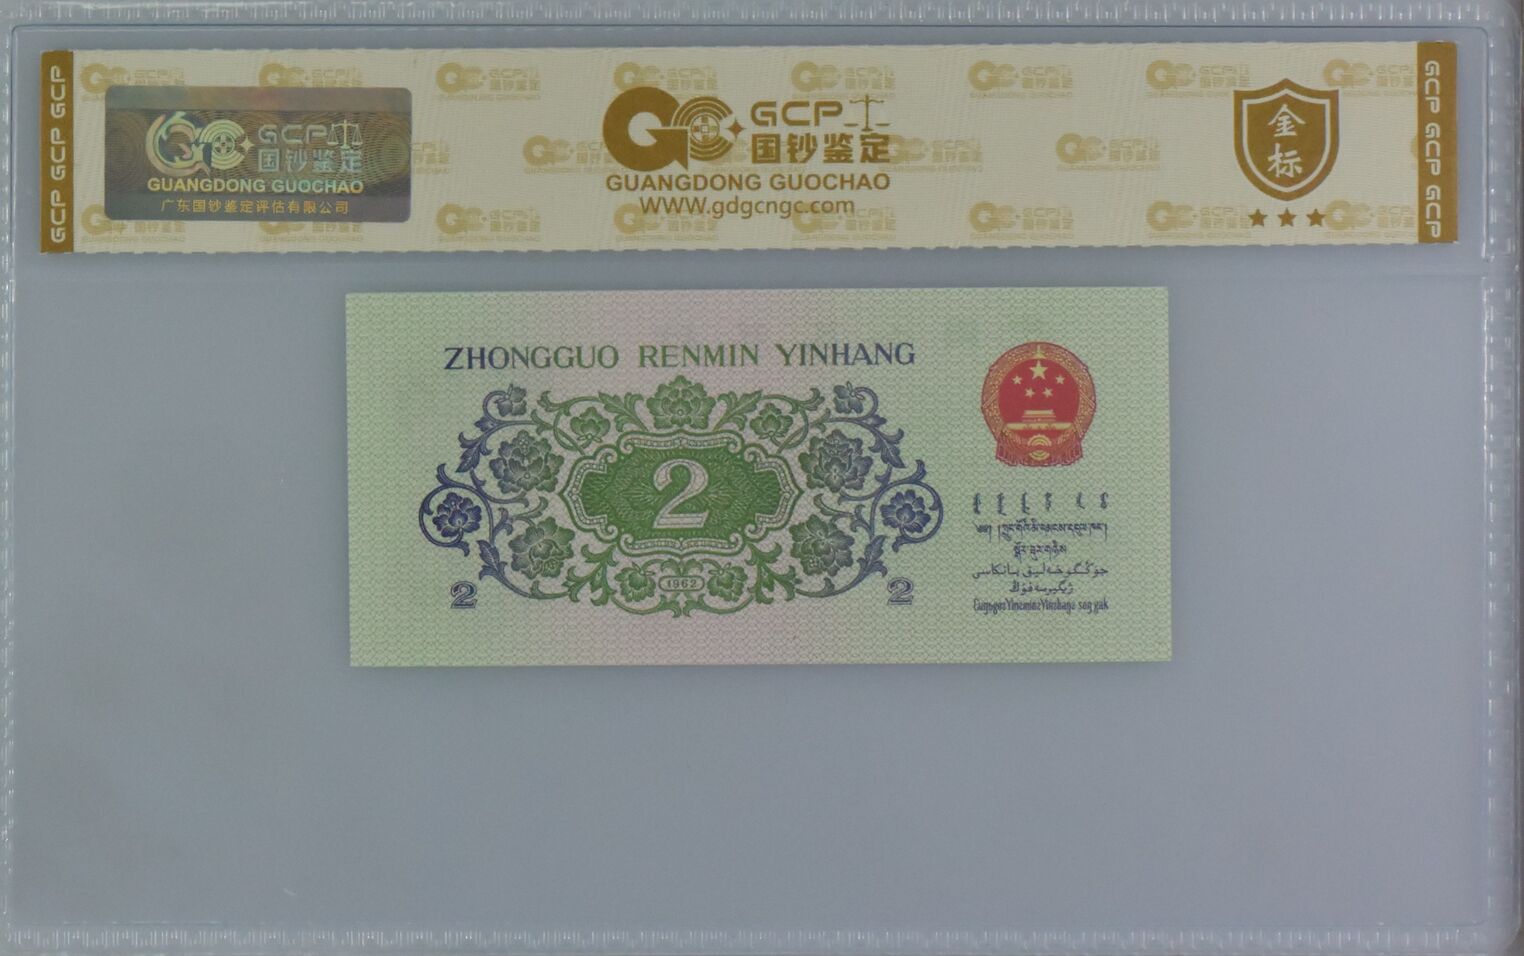 GCP GCP GCP
GCP
国钞鉴定
GUANGDONG GUOCHAO
广东国钞鉴定评估有限公司
GCP
国钞鉴定
GUANGDONG GUOCHAO
www.gdgcngc.com
金标
GCP GCP GCP
ZHONGGUO RENMIN YINHANG
2
1962
2
2